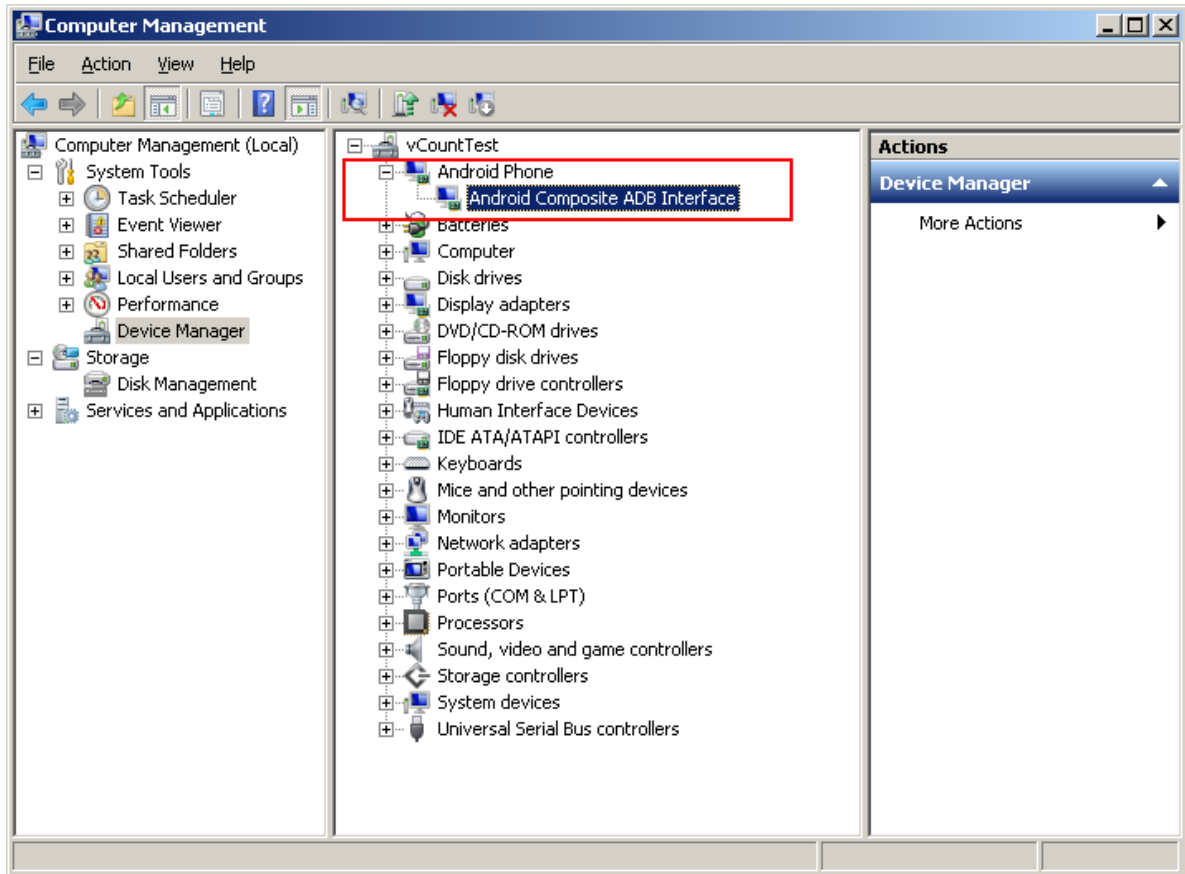 Computer Management
File Action View Help
Computer Management (Local)
System Tools
Task Scheduler
Event Viewer
Shared Folders
Local Users and Groups
Performance
Device Manager
Storage
Disk Management
Services and Applications
vCountTest
Android Phone
Android Composite ADB Interface
Batteries
Computer
Disk drives
Display adapters
DVD/CD-ROM drives
Floppy disk drives
Floppy drive controllers
Human Interface Devices
IDE ATA/ATAPI controllers
Keyboards
Mice and other pointing devices
Monitors
Network adapters
Portable Devices
Ports (COM & LPT)
Processors
Sound, video and game controllers
Storage controllers
System devices
Universal Serial Bus controllers
Actions
Device Manager
More Actions